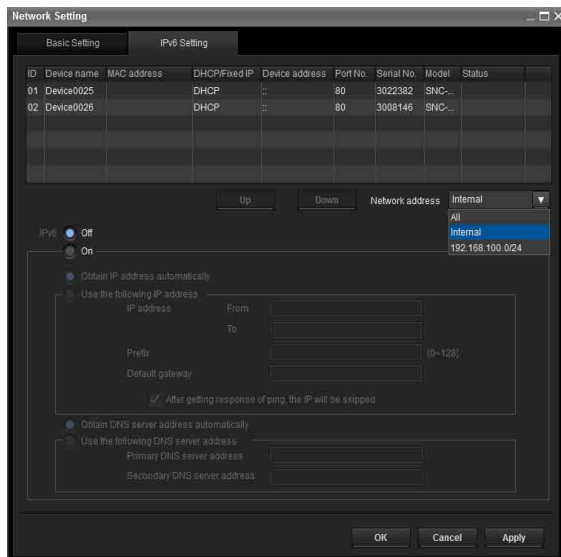 Network Setting
Basic Setting IPv6 Setting
ID Device name MAC address DHCP/Fixed IP Device address Port No. Serial No. Model Status
01 Device0025 DHCP :: 80 3022382 SNC-...
02 Device0026 DHCP :: 80 3008146 SNC-...
Up Down Network address Internal
All
Internal
192.168.100.0/24
IPv6 Off
On
Obtain IP address automatically
Use the following IP address
IP address From
To
Prefix (0~128)
Default gateway
After getting response of ping, the IP will be skipped
Obtain DNS server address automatically
Use the following DNS server address
Primary DNS server address
Secondary DNS server address
OK Cancel Apply